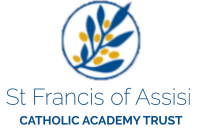 St Francis of Assisi
CATHOLIC ACADEMY TRUST